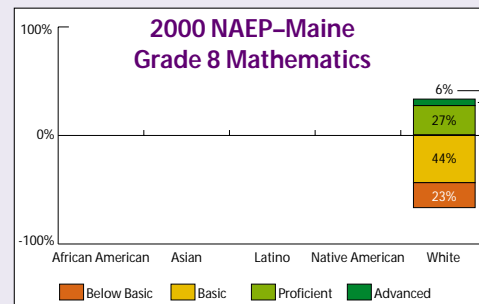 2000 NAEP–Maine
Grade 8 Mathematics
100%
6%
27%
0%
44%
23%
-100%
African American Asian Latino Native American White
Below Basic Basic Proficient Advanced